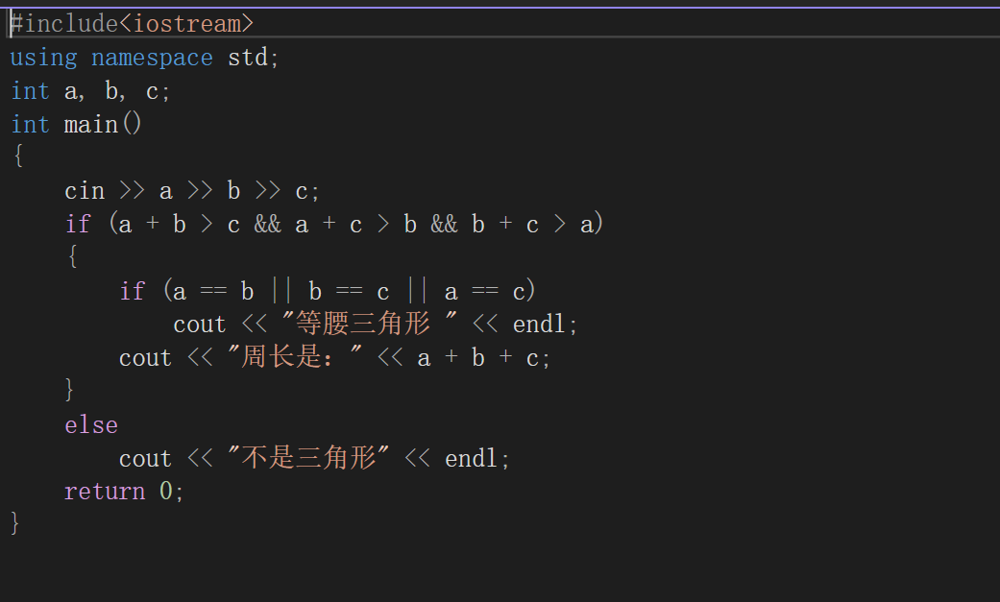 #include<iostream>
using namespace std;
int a, b, c;
int main()
{
    cin >> a >> b >> c;
    if (a + b > c && a + c > b && b + c > a)
    {
        if (a == b || b == c || a == c)
            cout << "等腰三角形 " << endl;
        cout << "周长是：" << a + b + c;
    }
    else
        cout << "不是三角形" << endl;
    return 0;
}